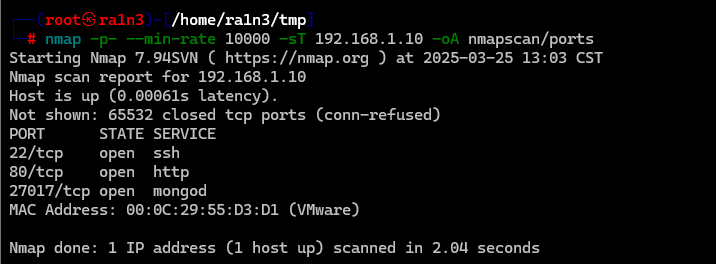 ┌──(root㉿ra1n3)-[/home/ra1n3/tmp]
└─# nmap -p- --min-rate 10000 -sT 192.168.1.10 -oA nmapscan/ports
Starting Nmap 7.94SVN ( https://nmap.org ) at 2025-03-25 13:03 CST
Nmap scan report for 192.168.1.10
Host is up (0.00061s latency).
Not shown: 65532 closed tcp ports (conn-refused)
PORT      STATE SERVICE
22/tcp    open  ssh
80/tcp    open  http
27017/tcp open  mongod
MAC Address: 00:0C:29:55:D3:D1 (VMware)
Nmap done: 1 IP address (1 host up) scanned in 2.04 seconds